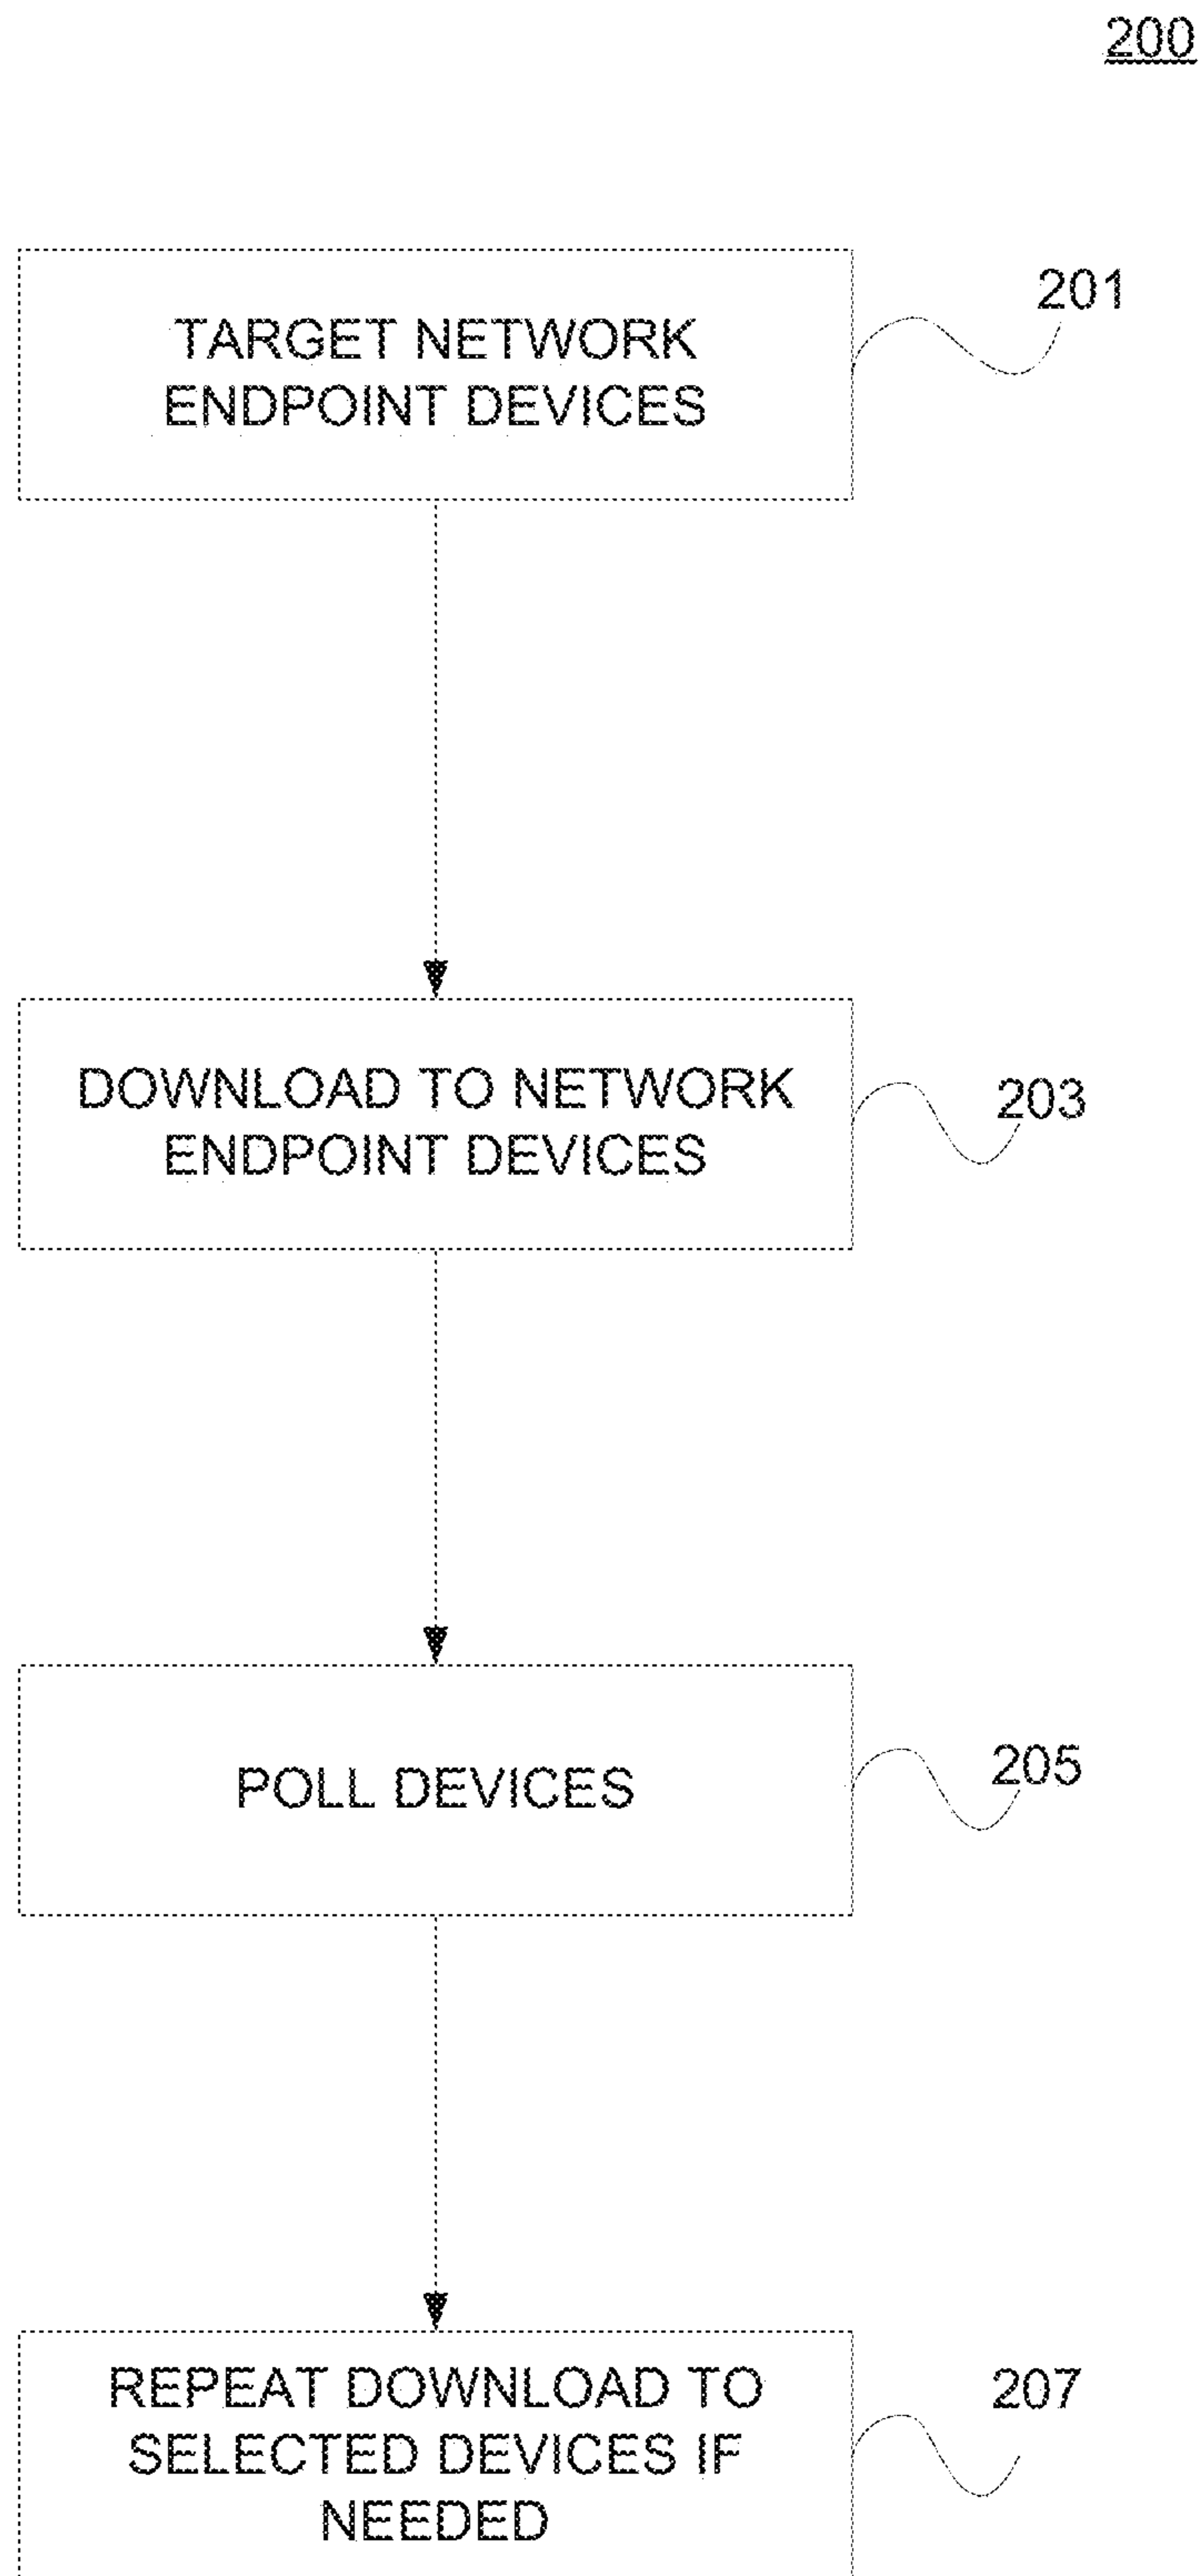 200
TARGET NETWORK
ENDPOINT DEVICES
201
DOWNLOAD TO NETWORK
ENDPOINT DEVICES
203
POLL DEVICES
205
REPEAT DOWNLOAD TO
SELECTED DEVICES IF
NEEDED
207